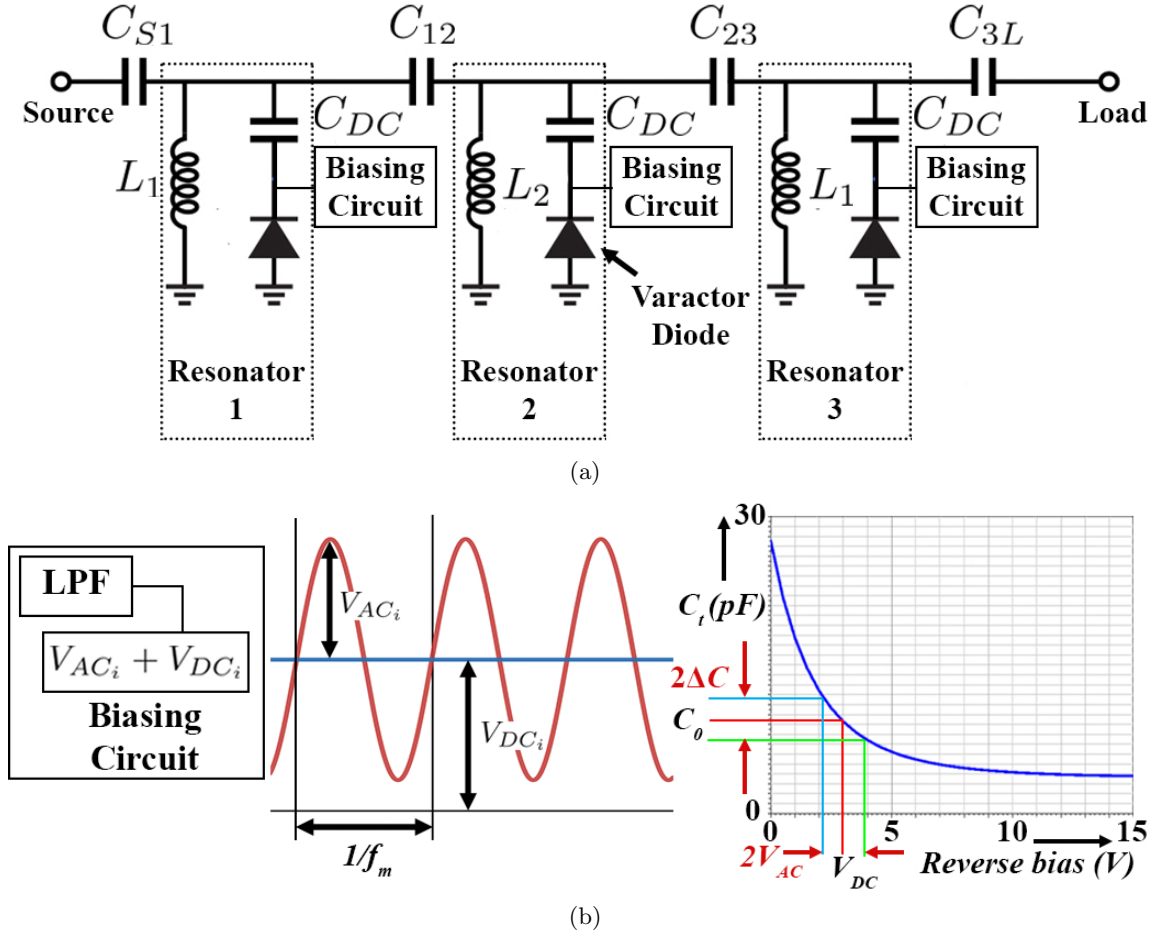 C_{S1} C_{12} C_{23} C_{3L}
Source Load
C_{DC} C_{DC} C_{DC}
L_1 Biasing Circuit L_2 Biasing Circuit L_1 Biasing Circuit
Varactor
Diode
Resonator Resonator Resonator
1 2 3
(a)
LPF
V_{AC_i} + V_{DC_i}
Biasing
Circuit
V_{AC_i}
V_{DC_i}
1/f_m
30
C_t (pF)
2ΔC
C_0
0
0 5 10 15
2V_{AC} V_{DC} Reverse bias (V)
(b)